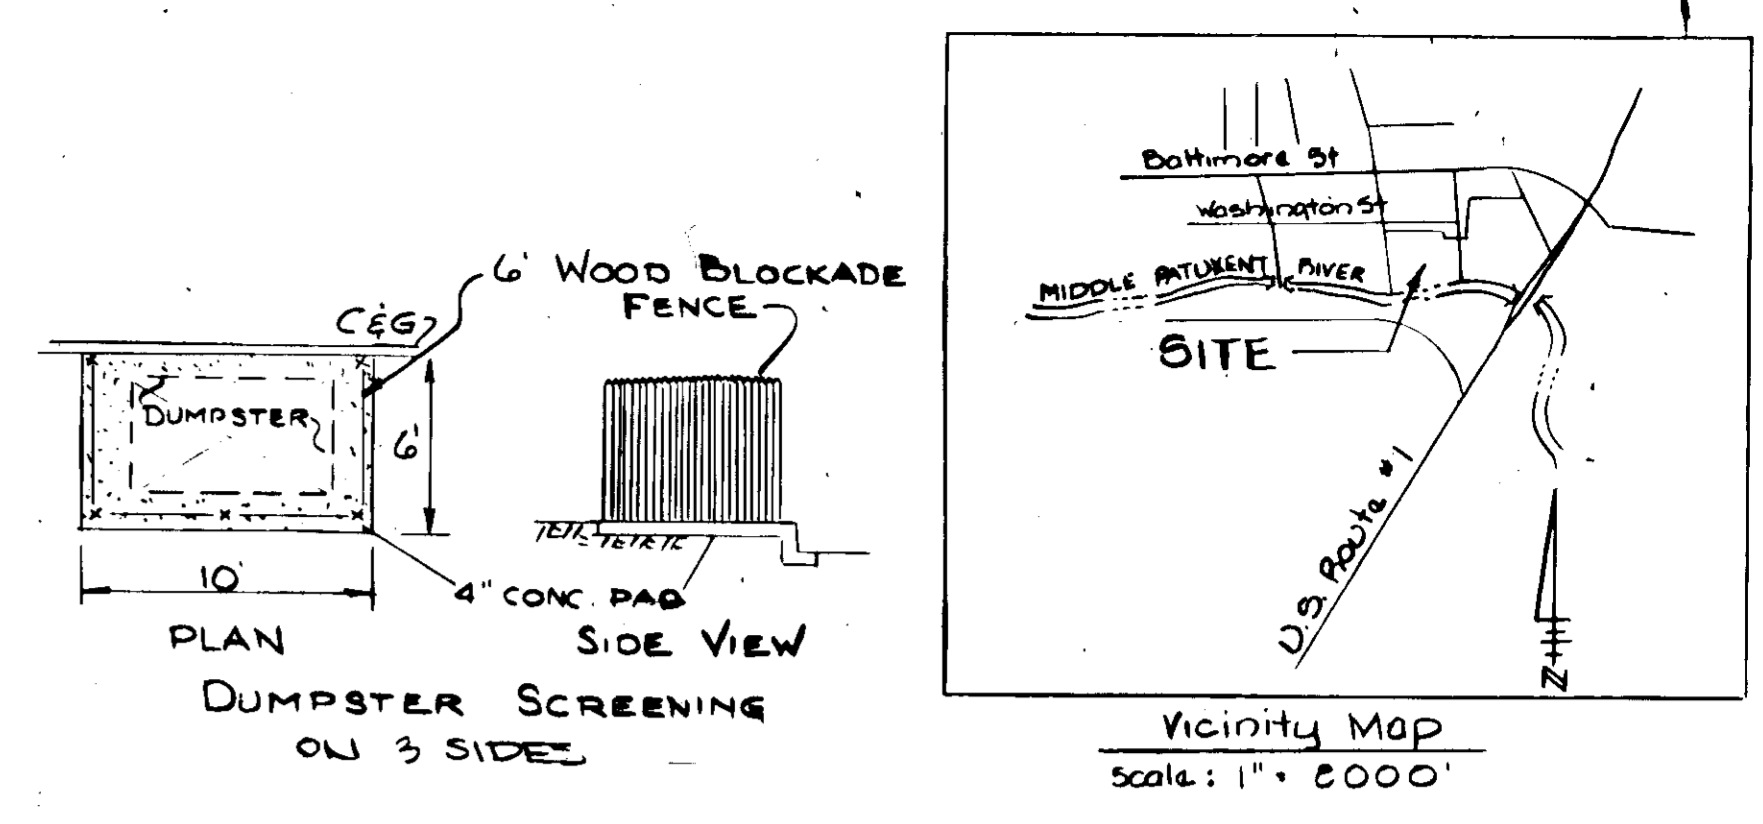 6' WOOD BLOCKADE
FENCE
C&G
DUMPSTER
6'
10'
4" CONC. PAD
PLAN
SIDE VIEW
DUMPSTER SCREENING
ON 3 SIDES
Baltimore St
Washington St
MIDDLE PATUXENT RIVER
SITE
U.S. Route #1
N
Vicinity Map
Scale: 1" = 2000'